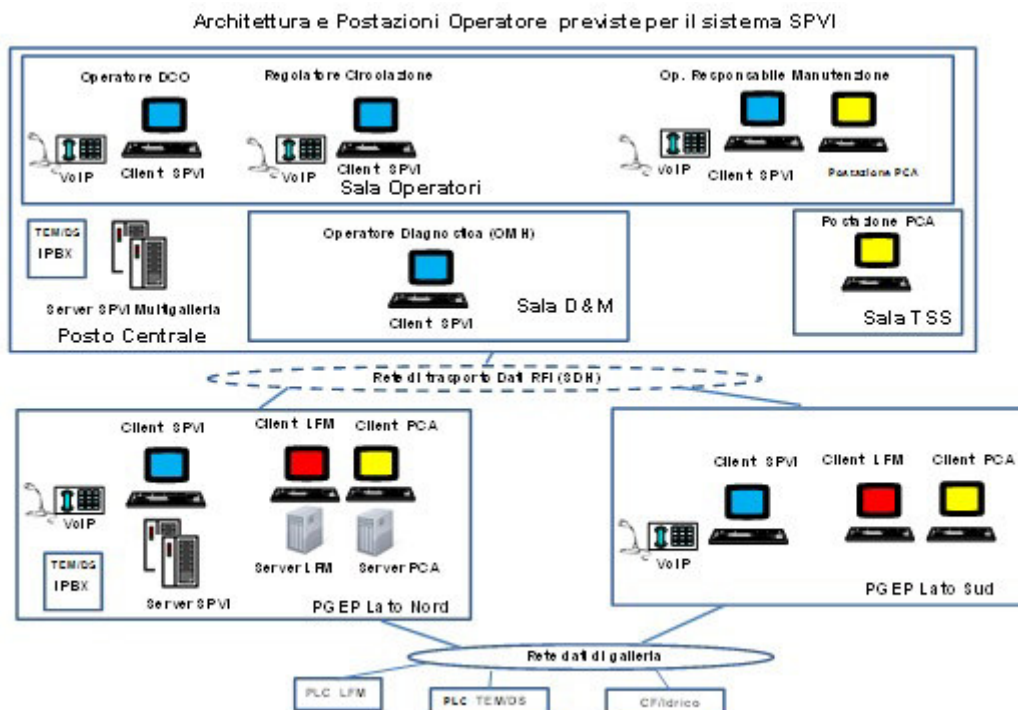 Architettura e Postazioni Operatore previste per il sistema SPVI
Operatore DCO
Regolatore Circolazione
Op. Responsabile Manutenzione
VoIP
Client SPVI
VoIP
Client SPVI
VoIP
Client SPVI
Postazione PCA
Sala Operatori
TEM/DS
IPBX
Server SPVI Multigalleria
Posto Centrale
Operatore Diagnostica (OMH)
Client SPVI
Sala D&M
Postazione PCA
Sala TSS
Rete di trasporto Dati RFI (SDH)
Client SPVI
Client LFM
Client PCA
VoIP
TEM/DS
IPBX
Server SPVI
Server LFM
Server PCA
PGEP Lato Nord
Client SPVI
Client LFM
Client PCA
VoIP
PGEP Lato Sud
Rete dati di galleria
PLC LFM
PLC TEM/DS
CF/Idrico